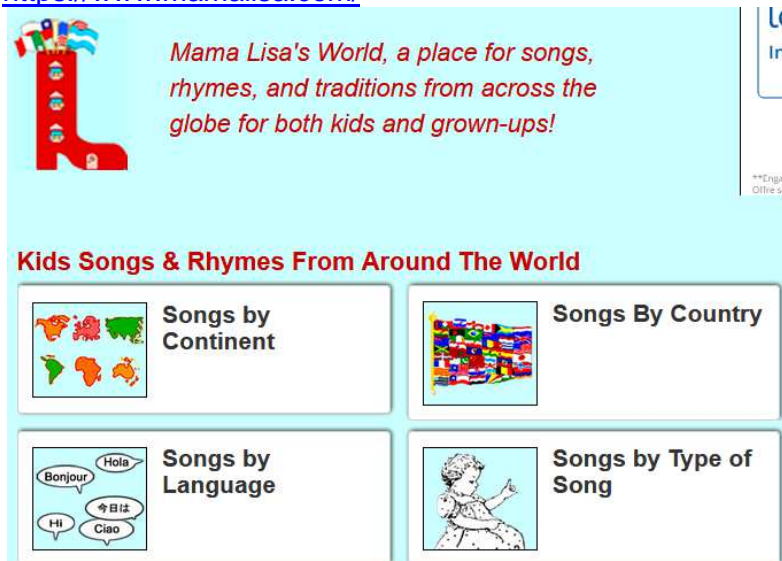 Mama Lisa's World, a place for songs,
rhymes, and traditions from across the
globe for both kids and grown-ups!
Kids Songs & Rhymes From Around The World
Songs by
Continent
Songs By Country
Songs by
Language
Hola
Bonjour
今日は
Hi
Ciao
Songs by Type of
Song